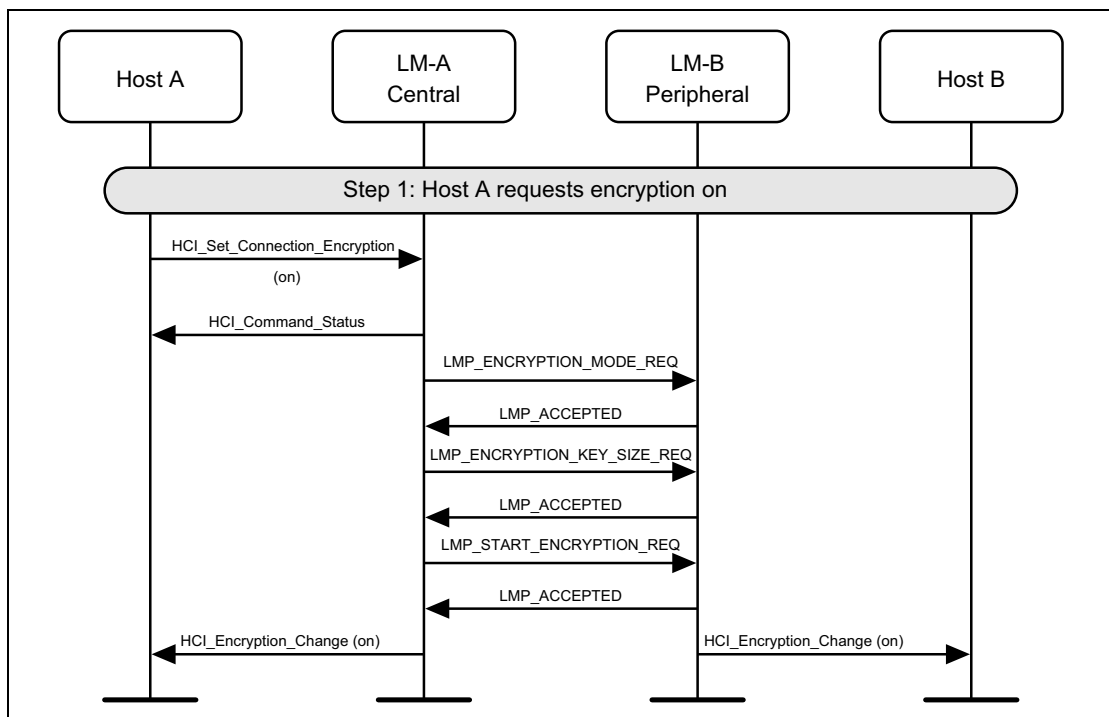 Host A
LM-A
Central
LM-B
Peripheral
Host B
Step 1: Host A requests encryption on
HCI_Set_Connection_Encryption
(on)
HCI_Command_Status
LMP_ENCRYPTION_MODE_REQ
LMP_ACCEPTED
LMP_ENCRYPTION_KEY_SIZE_REQ
LMP_ACCEPTED
LMP_START_ENCRYPTION_REQ
LMP_ACCEPTED
HCI_Encryption_Change (on)
HCI_Encryption_Change (on)